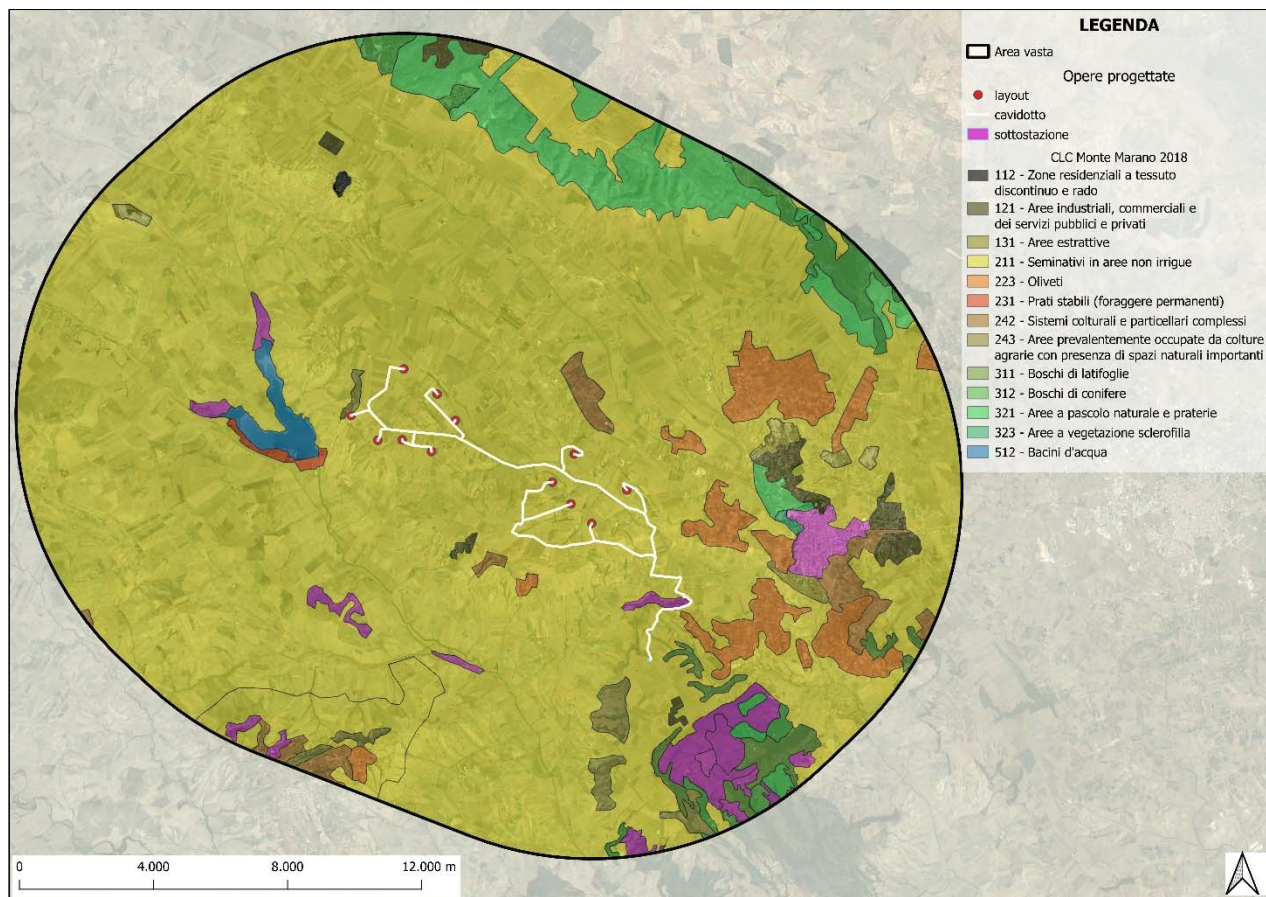 LEGENDA
Area vasta
Opere progettate
layout
cavidotto
sottostazione
CLC Monte Marano 2018
112 - Zone residenziali a tessuto
discontinuo e rado
121 - Aree industriali, commerciali e
dei servizi pubblici e privati
131 - Aree estrattive
211 - Seminativi in aree non irrigue
223 - Oliveti
231 - Prati stabili (foraggere permanenti)
242 - Sistemi colturali e particellari complessi
243 - Aree prevalentemente occupate da colture
agrarie con presenza di spazi naturali importanti
311 - Boschi di latifoglie
312 - Boschi di conifere
321 - Aree a pascolo naturale e praterie
323 - Aree a vegetazione sclerofilla
512 - Bacini d'acqua
0 4.000 8.000 12.000 m